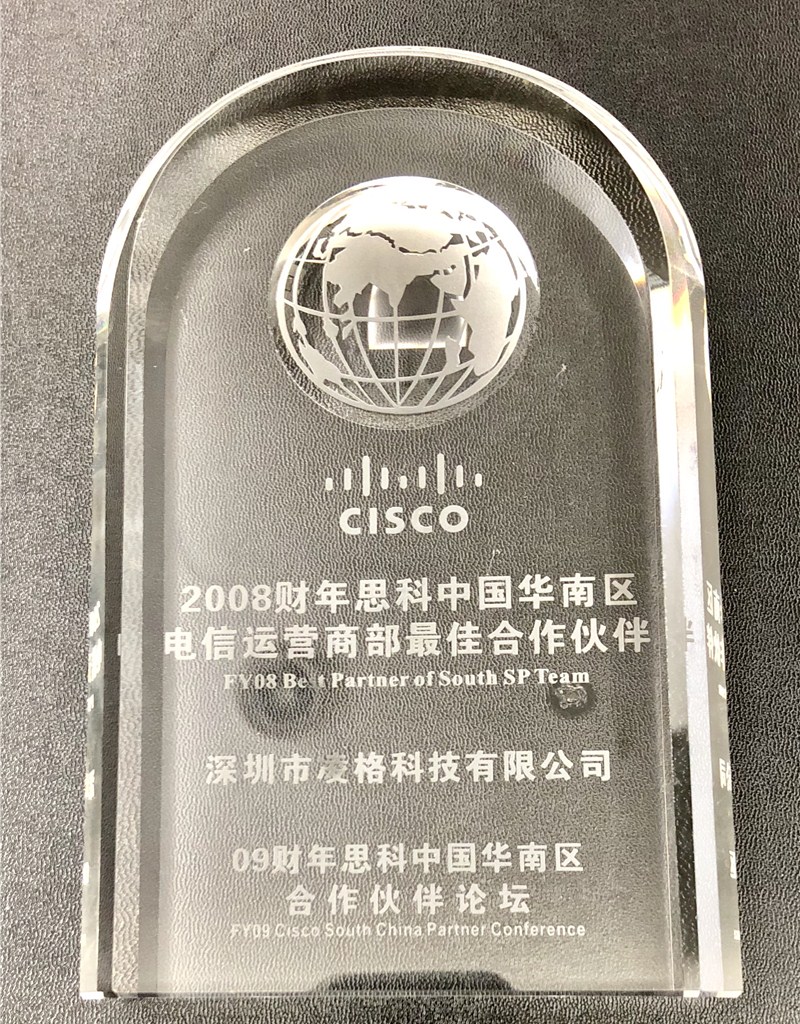 CISCO
2008财年思科中国华南区
电信运营商部最佳合作伙伴
FY08 Best Partner of South SP Team
深圳市凌格科技有限公司
09财年思科中国华南区
合作伙伴论坛
FY09 Cisco South China Partner Conference